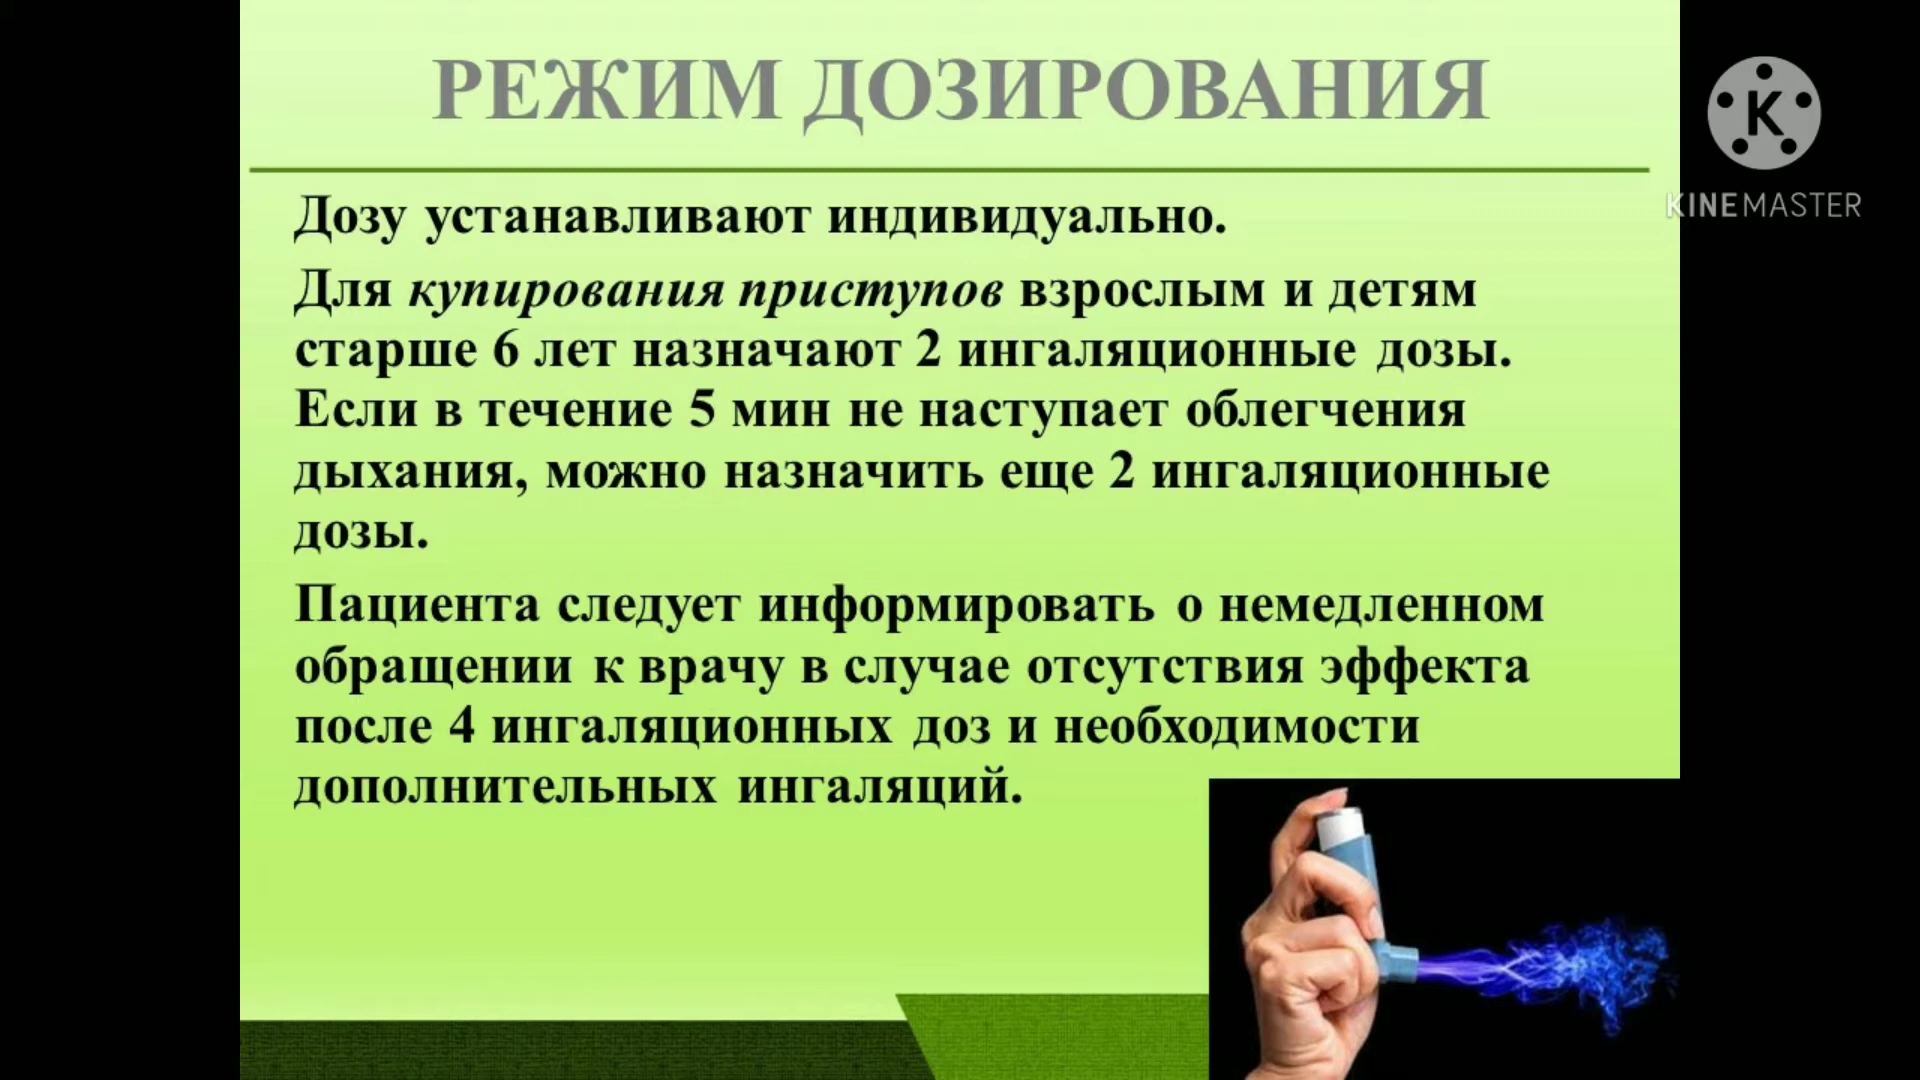 РЕЖИМ ДОЗИРОВАНИЯ
K
KINEMASTER
Дозу устанавливают индивидуально.
Для купирования приступов взрослым и детям
старше 6 лет назначают 2 ингаляционные дозы.
Если в течение 5 мин не наступает облегчения
дыхания, можно назначить еще 2 ингаляционные
дозы.
Пациента следует информировать о немедленном
обращении к врачу в случае отсутствия эффекта
после 4 ингаляционных доз и необходимости
дополнительных ингаляций.